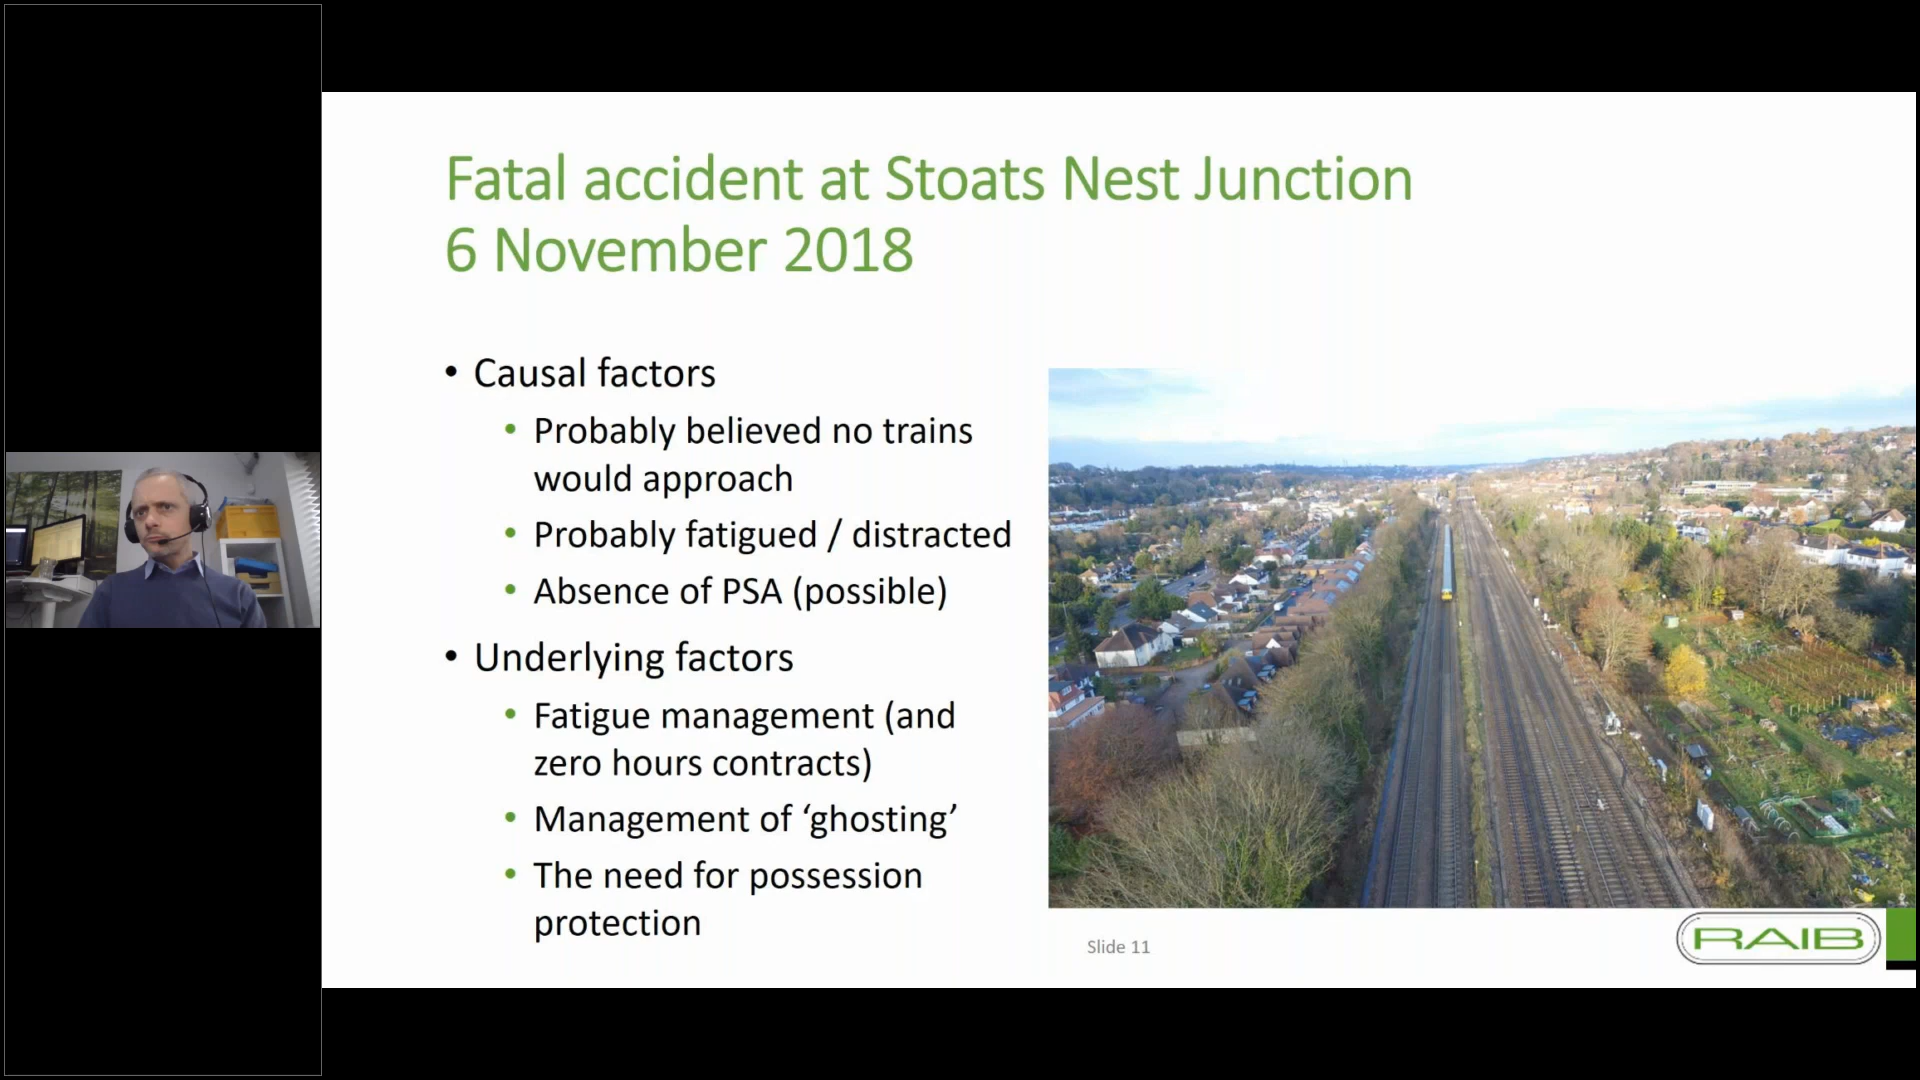 Fatal accident at Stoats Nest Junction
6 November 2018
• Causal factors
• Probably believed no trains
would approach
• Probably fatigued / distracted
• Absence of PSA (possible)
• Underlying factors
• Fatigue management (and
zero hours contracts)
• Management of ‘ghosting’
• The need for possession
protection
Slide 11
RAIB